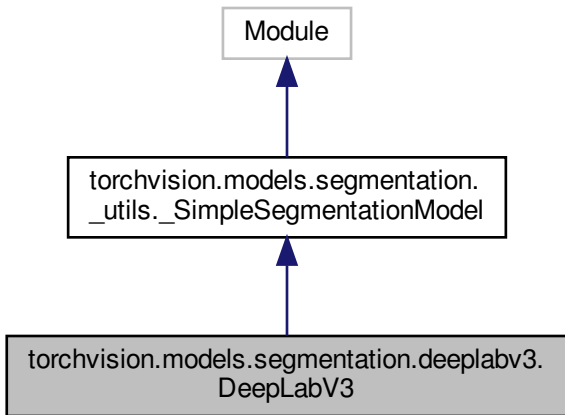 Module
torchvision.models.segmentation.
_utils._SimpleSegmentationModel
torchvision.models.segmentation.deeplabv3.
DeepLabV3